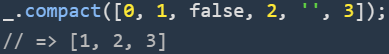 _.compact([0, 1, false, 2, '', 3]);
// => [1, 2, 3]